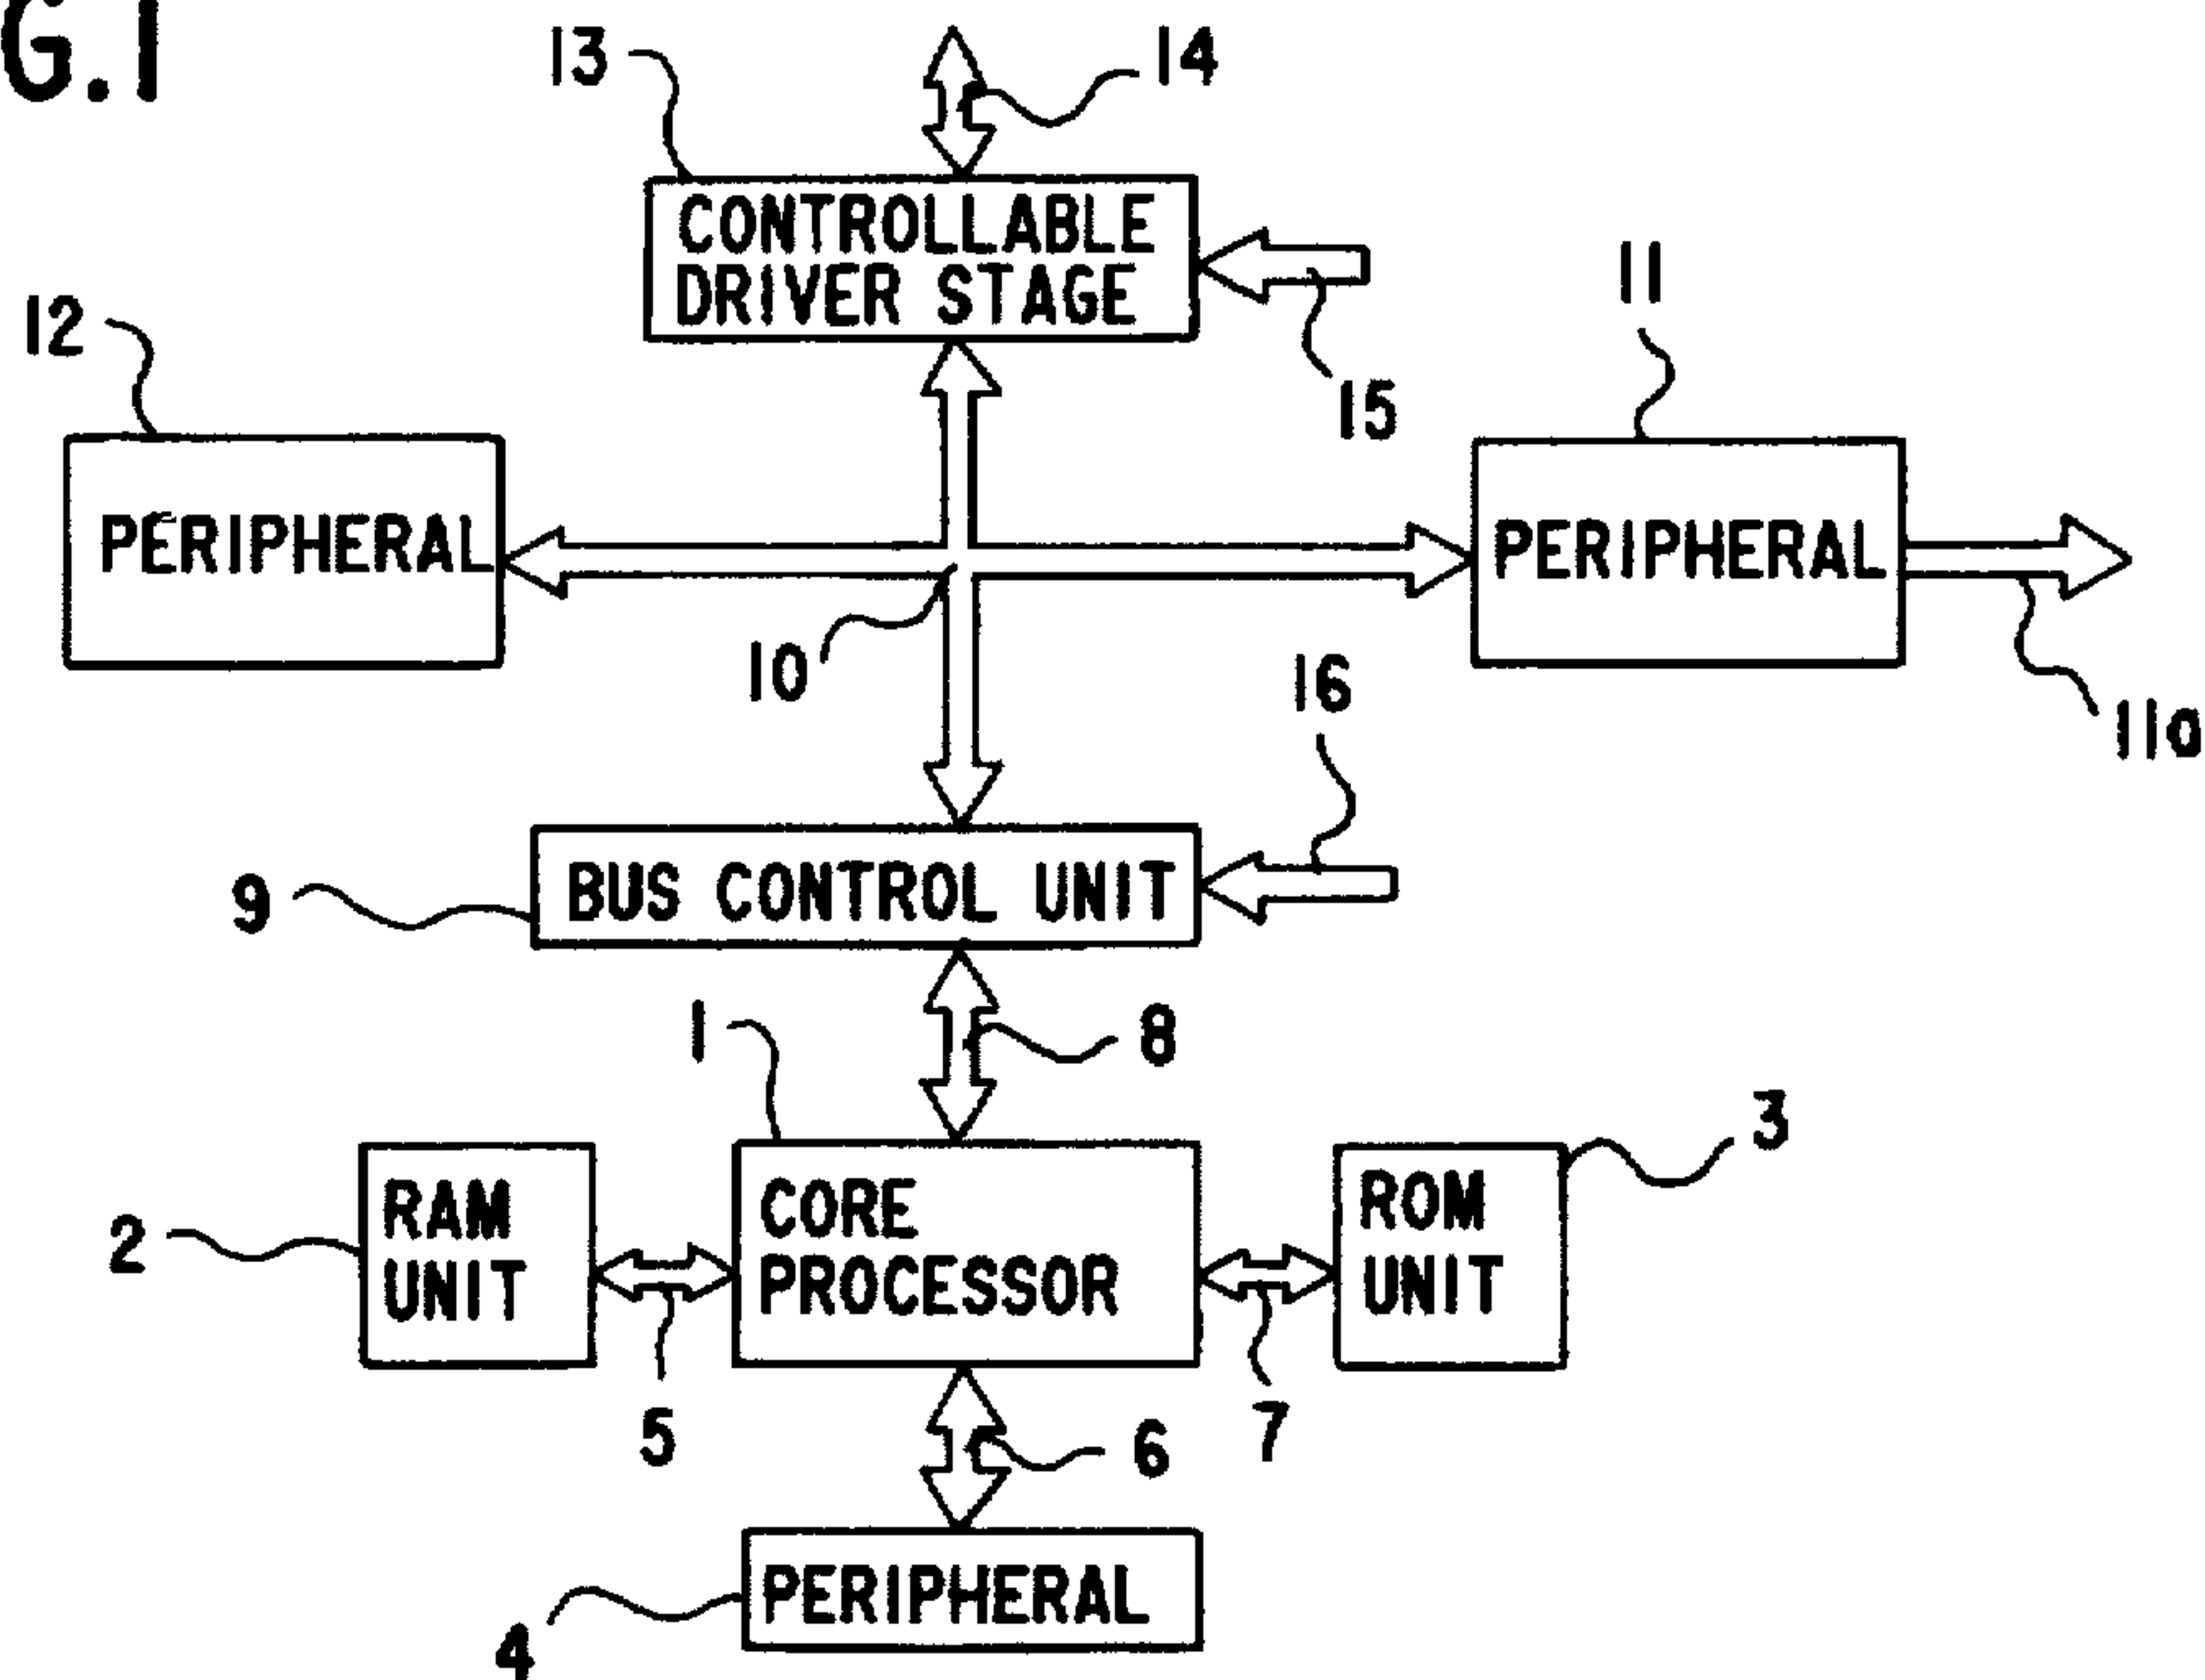 G.1
13
14
CONTROLLABLE
DRIVER STAGE
15
12
11
PERIPHERAL
PERIPHERAL
10
16
110
BUS CONTROL UNIT
9
1
8
3
RAM
UNIT
CORE
PROCESSOR
ROM
UNIT
2
5
7
6
PERIPHERAL
4